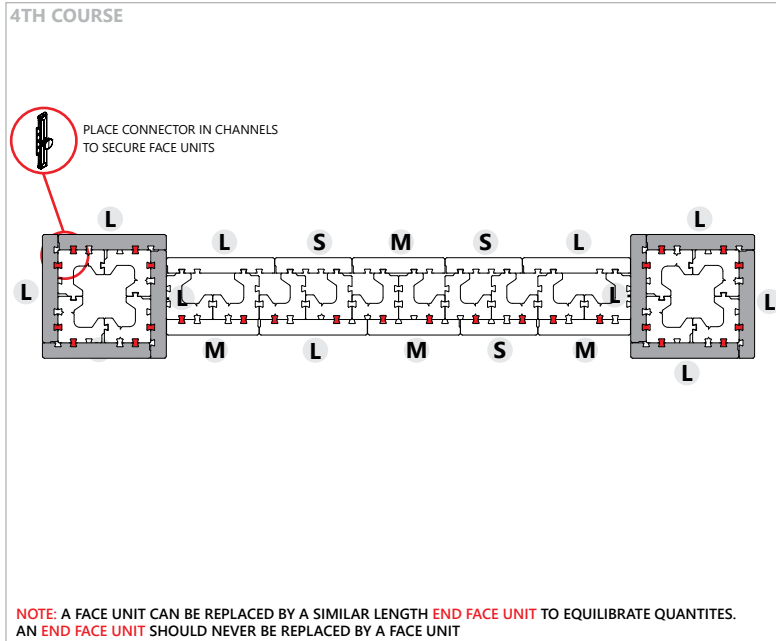 4TH COURSE
PLACE CONNECTOR IN CHANNELS
TO SECURE FACE UNITS
L
L
L
S
M
S
L
L
L
L
L
L
M
L
M
S
M
L
NOTE: A FACE UNIT CAN BE REPLACED BY A SIMILAR LENGTH END FACE UNIT TO EQUILIBRATE QUANTITES.
AN END FACE UNIT SHOULD NEVER BE REPLACED BY A FACE UNIT